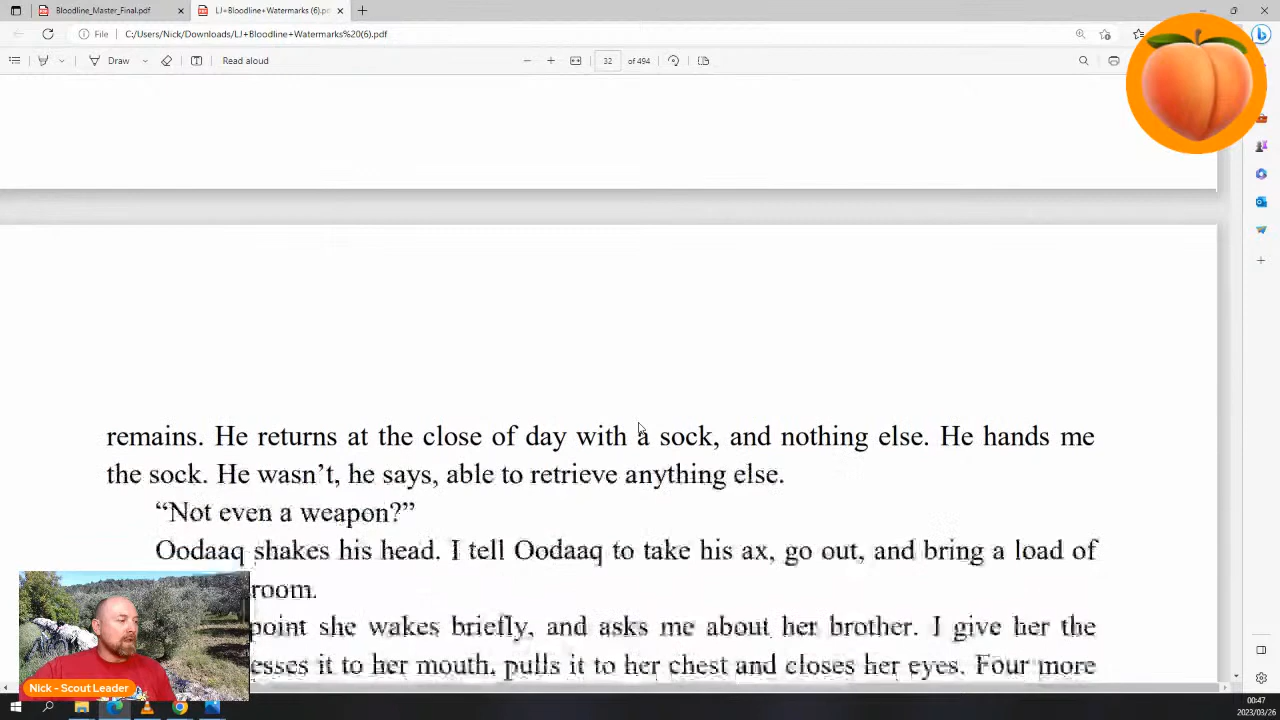 Bloodline_Master_Final.pdf
LJ+Bloodline+Watermarks (6).pd
File
C:/Users/Nick/Downloads/LJ+Bloodline+Watermarks%20(6).pdf
Draw
Read aloud
32
of 494
remains. He returns at the close of day with a sock, and nothing else. He hands me
the sock. He wasn't, he says, able to retrieve anything else.
“Not even a weapon?”
Oodaaq shakes his head. I tell Oodaaq to take his ax, go out, and bring a load of
room.
point she wakes briefly, and asks me about her brother. I give her the
esses it to her mouth, pulls it to her chest and closes her eyes. Four more
Nick - Scout Leader
00:47
2023/03/26